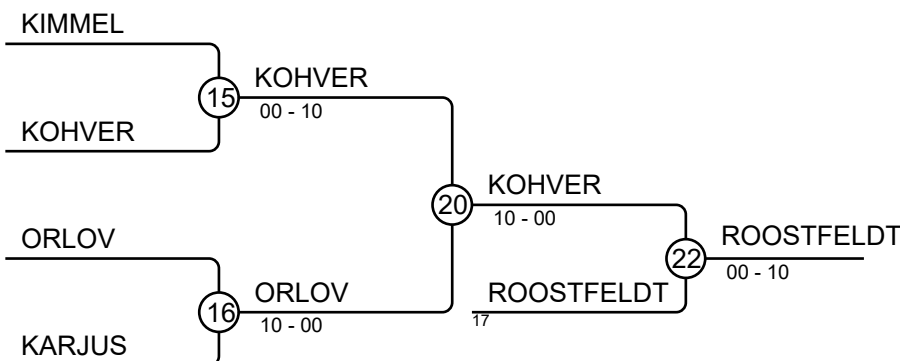 KIMMEL
15
KOHVER
00 - 10
KOHVER
20
KOHVER
10 - 00
ORLOV
16
ORLOV
10 - 00
KARJUS
22
ROOSTFELDT
00 - 10
ROOSTFELDT
17